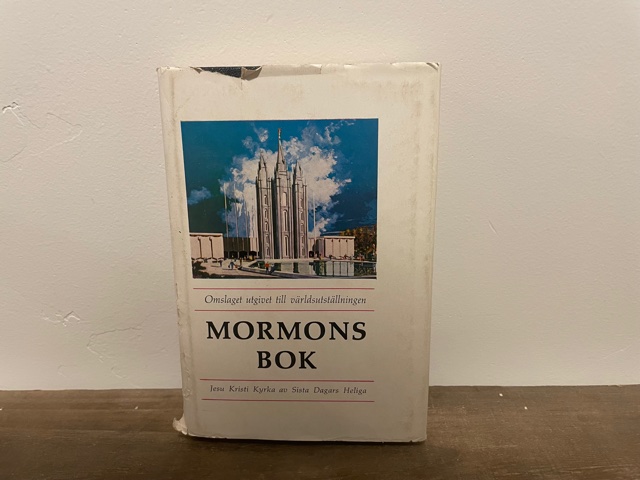 Omslaget utgivet till världsutställningen
MORMONS
BOK
Jesu Kristi Kyrka av Sista Dagars Heliga